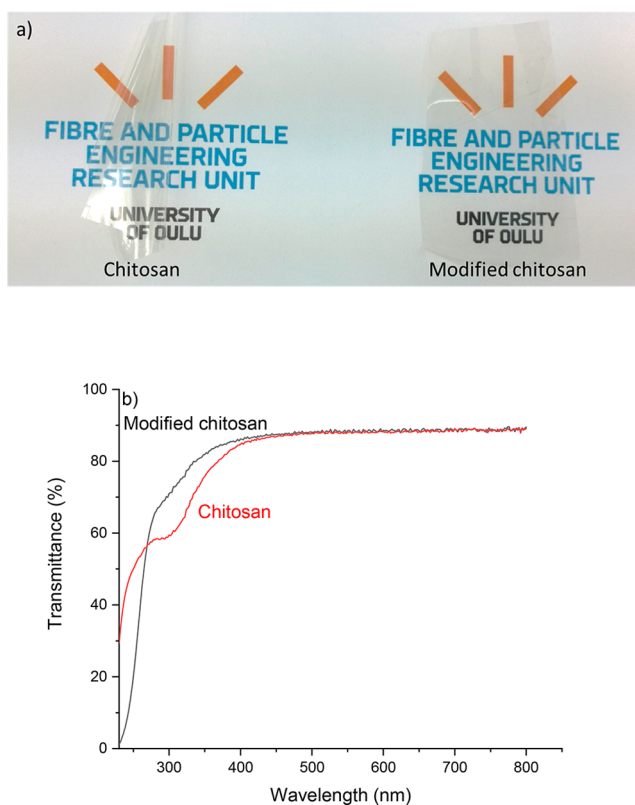 a)
FIBRE AND PARTICLE
ENGINEERING
RESEARCH UNIT
UNIVERSITY
OF OULU
Chitosan
FIBRE AND PARTICLE
ENGINEERING
RESEARCH UNIT
UNIVERSITY
OF OULU
Modified chitosan
b)
Modified chitosan
Chitosan
Transmittance (%)
100
80
60
40
20
0
300 400 500 600 700 800
Wavelength (nm)